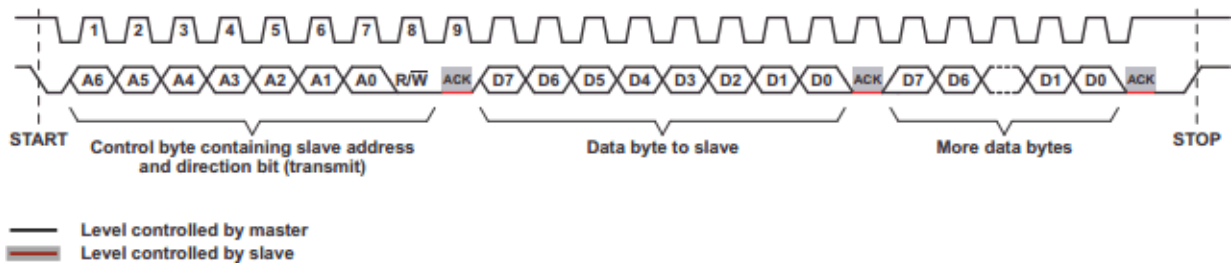 1 2 3 4 5 6 7 8 9
A6 A5 A4 A3 A2 A1 A0 R/W̅ ACK D7 D6 D5 D4 D3 D2 D1 D0 ACK D7 D6 D1 D0 ACK
START
Control byte containing slave address
and direction bit (transmit)
Data byte to slave
More data bytes
STOP
Level controlled by master
Level controlled by slave